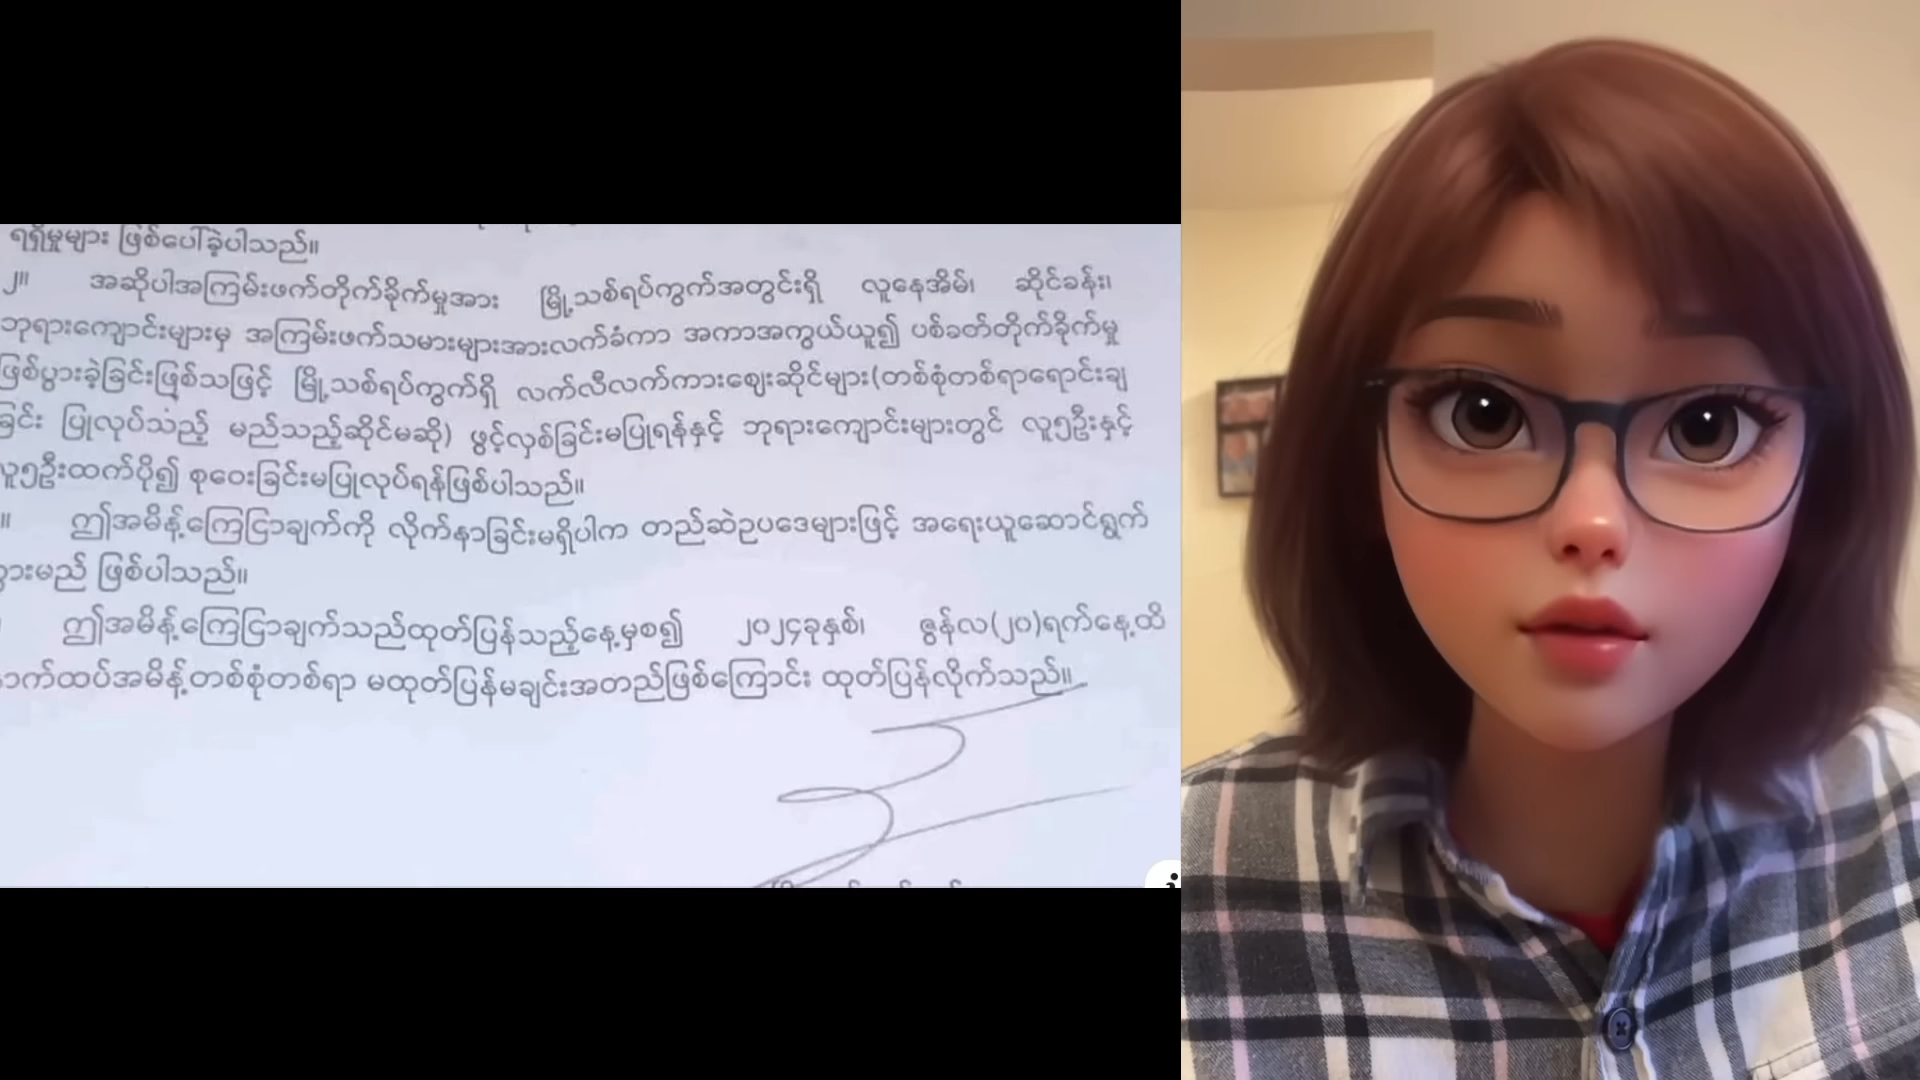 ရရှိမှုများ ဖြစ်ပေါ်ခဲ့ပါသည်။
၂။ အဆိုပါအကြမ်းဖက်တိုက်ခိုက်မှုအား မြို့သစ်ရပ်ကွက်အတွင်းရှိ လူနေအိမ်၊ ဆိုင်ခန်း၊
ဘုရားကျောင်းများမှ အကြမ်းဖက်သမားများအားလက်ခံကာ အကာအကွယ်ယူ၍ ပစ်ခတ်တိုက်ခိုက်မှု
ဖြစ်ပွားခဲ့ခြင်းဖြစ်သဖြင့် မြို့သစ်ရပ်ကွက်ရှိ လက်လီလက်ကားဈေးဆိုင်များ(တစ်စုံတစ်ရာရောင်းချ
ခြင်း ပြုလုပ်သည့် မည်သည့်ဆိုင်မဆို) ဖွင့်လှစ်ခြင်းမပြုရန်နှင့် ဘုရားကျောင်းများတွင် လူ၅ဦးနှင့်
လူ၅ဦးထက်ပို၍ စုဝေးခြင်းမပြုလုပ်ရန်ဖြစ်ပါသည်။
။ ဤအမိန့်ကြေငြာချက်ကို လိုက်နာခြင်းမရှိပါက တည်ဆဲဥပဒေများဖြင့် အရေးယူဆောင်ရွက်
သွားမည် ဖြစ်ပါသည်။
ဤအမိန့်ကြေငြာချက်သည်ထုတ်ပြန်သည့်နေ့မှစ၍ ၂၀၂၄ခုနှစ်၊ ဇွန်လ(၂၀)ရက်နေ့ထိ
နောက်ထပ်အမိန့်တစ်စုံတစ်ရာ မထုတ်ပြန်မချင်းအတည်ဖြစ်ကြောင်း ထုတ်ပြန်လိုက်သည်။